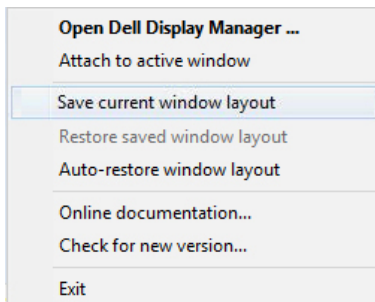 Open Dell Display Manager ...
Attach to active window
Save current window layout
Restore saved window layout
Auto-restore window layout
Online documentation...
Check for new version...
Exit